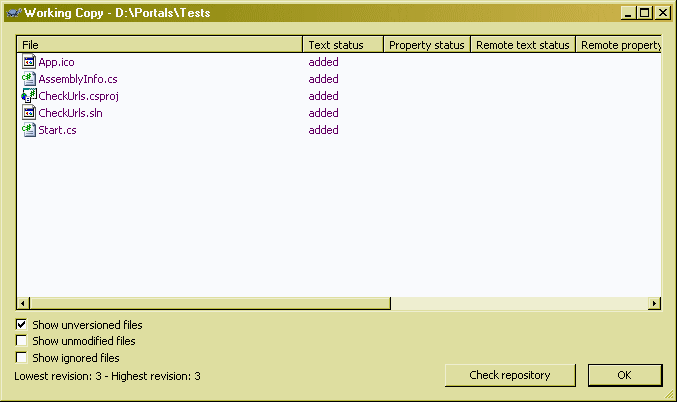 Working Copy - D:\Portals\Tests
File Text status Property status Remote text status Remote property
App.ico added
AssemblyInfo.cs added
CheckUrls.csproj added
CheckUrls.sln added
Start.cs added
Show unversioned files
Show unmodified files
Show ignored files
Lowest revision: 3 - Highest revision: 3
Check repository
OK